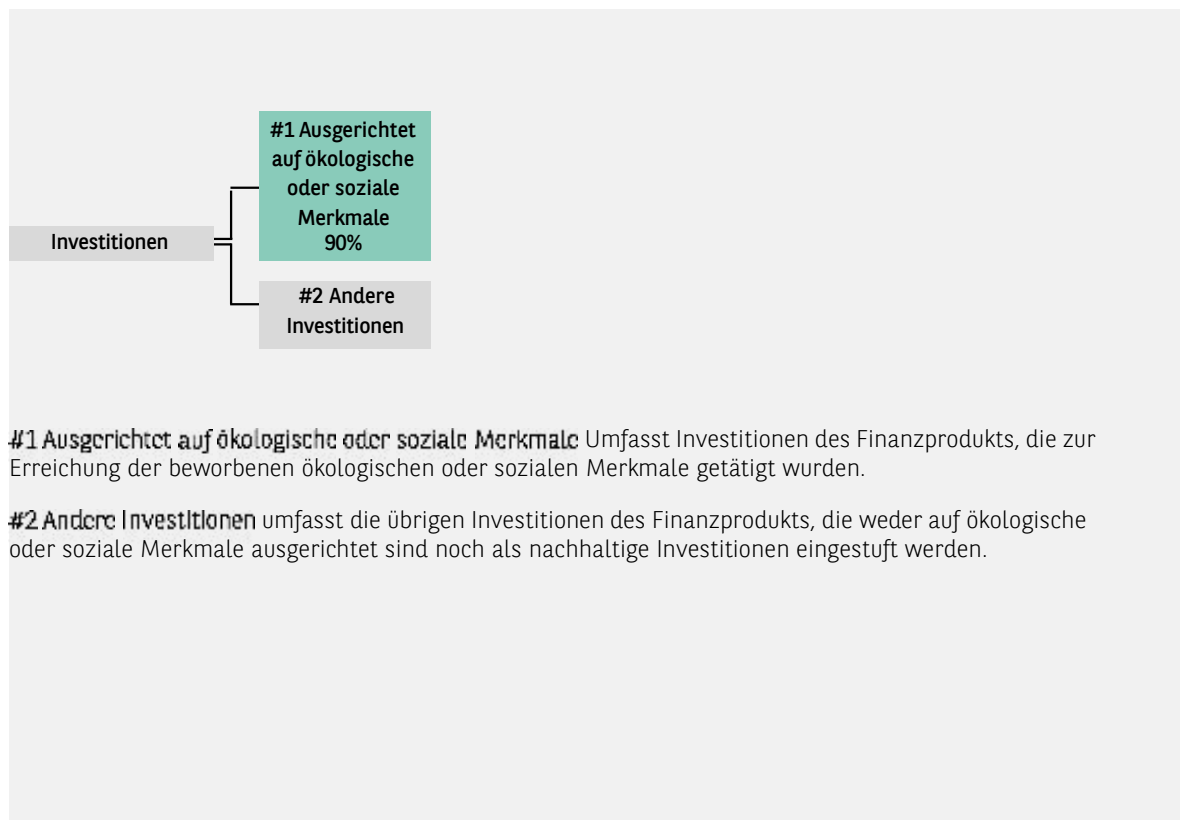 #1 Ausgerichtet
auf ökologische
oder soziale
Merkmale
90%
Investitionen
#2 Andere
Investitionen
#1 Ausgerichtet auf ökologische oder soziale Merkmale Umfasst Investitionen des Finanzprodukts, die zur
Erreichung der beworbenen ökologischen oder sozialen Merkmale getätigt wurden.
#2 Andere Investitionen umfasst die übrigen Investitionen des Finanzprodukts, die weder auf ökologische
oder soziale Merkmale ausgerichtet sind noch als nachhaltige Investitionen eingestuft werden.